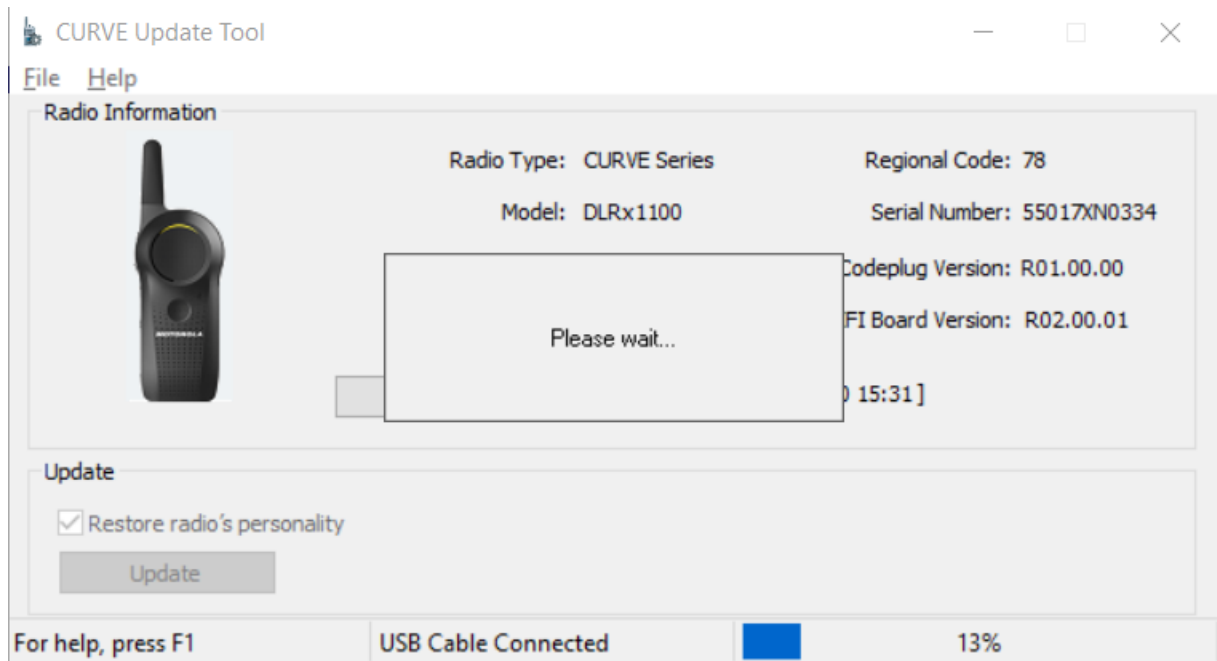 CURVE Update Tool
File Help
Radio Information
Radio Type: CURVE Series
Regional Code: 78
Model: DLRx1100
Serial Number: 55017XN0334
Codeplug Version: R01.00.00
FI Board Version: R02.00.01
Please wait...
15:31]
MOTOROLA
Update
Restore radio's personality
Update
For help, press F1
USB Cable Connected
13%